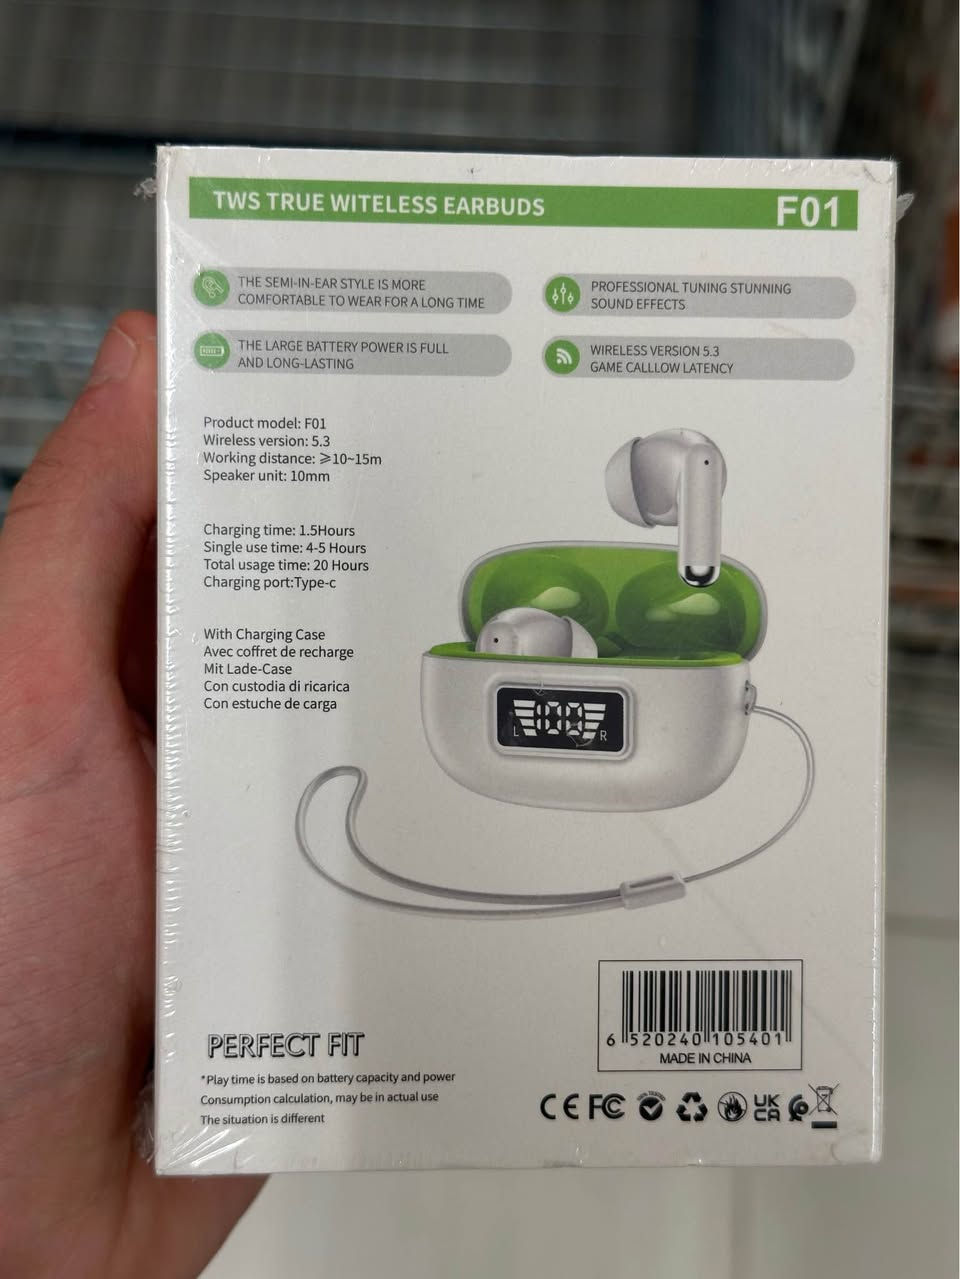 TWS TRUE WITELESS EARBUDS
F01
THE SEMI-IN-EAR STYLE IS MORE
COMFORTABLE TO WEAR FOR A LONG TIME
PROFESSIONAL TUNING STUNNING
SOUND EFFECTS
THE LARGE BATTERY POWER IS FULL
AND LONG-LASTING
WIRELESS VERSION 5.3
GAME CALLLOW LATENCY
Product model: F01
Wireless version: 5.3
Working distance: ⩾10~15m
Speaker unit: 10mm
Charging time: 1.5Hours
Single use time: 4-5 Hours
Total usage time: 20 Hours
Charging port:Type-c
With Charging Case
Avec coffret de recharge
Mit Lade-Case
Con custodia di ricarica
Con estuche de carga
L 100 R
6 520240 105401
MADE IN CHINA
PERFECT FIT
*Play time is based on battery capacity and power
Consumption calculation, may be in actual use
The situation is different
CE FC UK
CA